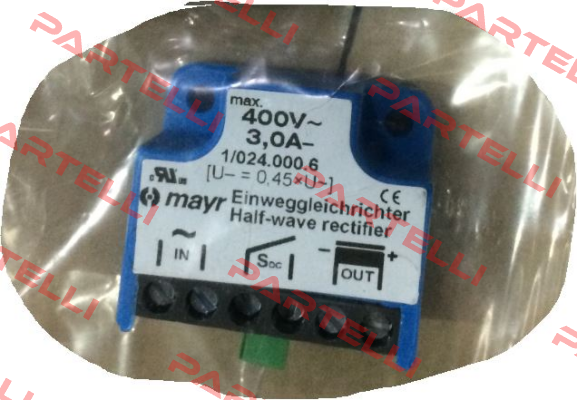 max.
400V~
3,0A–
1/024.000.6
[U– = 0,45×U~]
CE
mayr Einweggleichrichter
Half-wave rectifier
~ – +
IN SDC OUT
PARTELLI
PARTELLI
PARTELLI
PARTELLI
PARTELLI
PARTELLI
PARTELLI